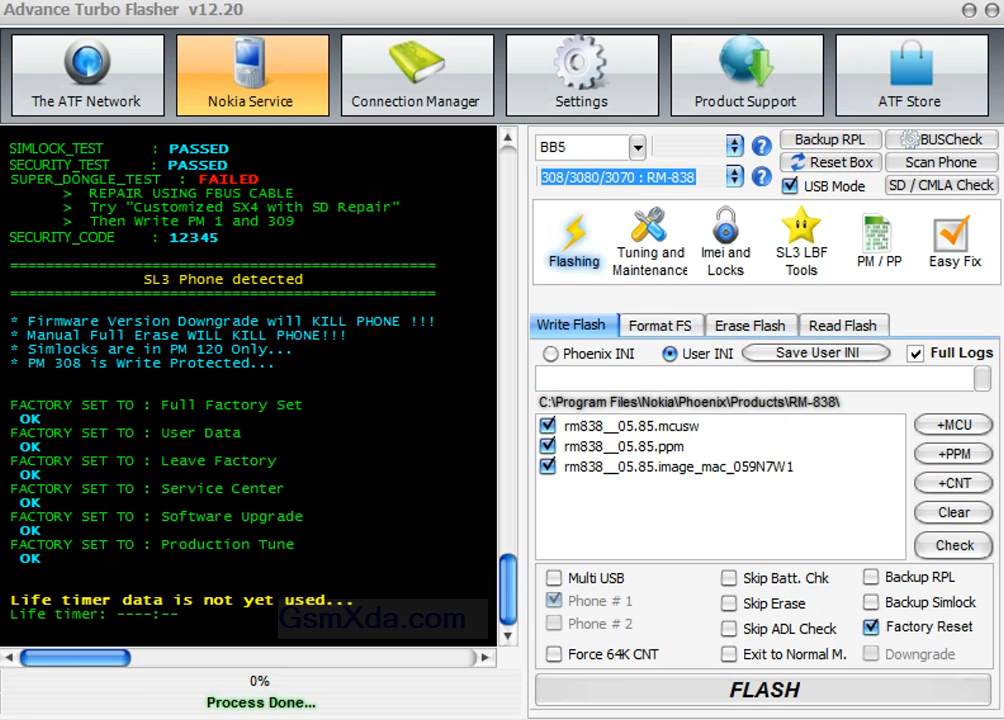 Advance Turbo Flasher v12.20
The ATF Network
Nokia Service
Connection Manager
Settings
Product Support
ATF Store
SIMLOCK_TEST : PASSED
SECURITY_TEST : PASSED
SUPER_DONGLE_TEST : FAILED
> REPAIR USING FBUS CABLE
> Try "Customized SX4 with SD Repair"
> Then Write PM 1 and 309
SECURITY_CODE : 12345
==============================================
SL3 Phone detected
==============================================
* Firmware Version Downgrade will KILL PHONE !!!
* Manual Full Erase WILL KILL PHONE!!!
* Simlocks are in PM 120 Only...
* PM 308 is Write Protected...
FACTORY SET TO : Full Factory Set
OK
FACTORY SET TO : User Data
OK
FACTORY SET TO : Leave Factory
OK
FACTORY SET TO : Service Center
OK
FACTORY SET TO : Software Upgrade
OK
FACTORY SET TO : Production Tune
OK
Life timer data is not yet used...
Life timer: ----:--
GsmXda.com
0%
Process Done...
BB5
Backup RPL
BUSCheck
Reset Box
Scan Phone
308/3080/3070 : RM-838
USB Mode
SD / CMLA Check
Flashing
Tuning and Maintenance
Imei and Locks
SL3 LBF Tools
PM / PP
Easy Fix
Write Flash
Format FS
Erase Flash
Read Flash
Phoenix INI
User INI
Save User INI
Full Logs
C:\Program Files\Nokia\Phoenix\Products\RM-838\
rm838__05.85.mcusw
rm838__05.85.ppm
rm838__05.85.image_mac_059N7W1
+MCU
+PPM
+CNT
Clear
Check
Multi USB
Skip Batt. Chk
Backup RPL
Phone # 1
Skip Erase
Backup Simlock
Phone # 2
Skip ADL Check
Factory Reset
Force 64K CNT
Exit to Normal M.
Downgrade
FLASH